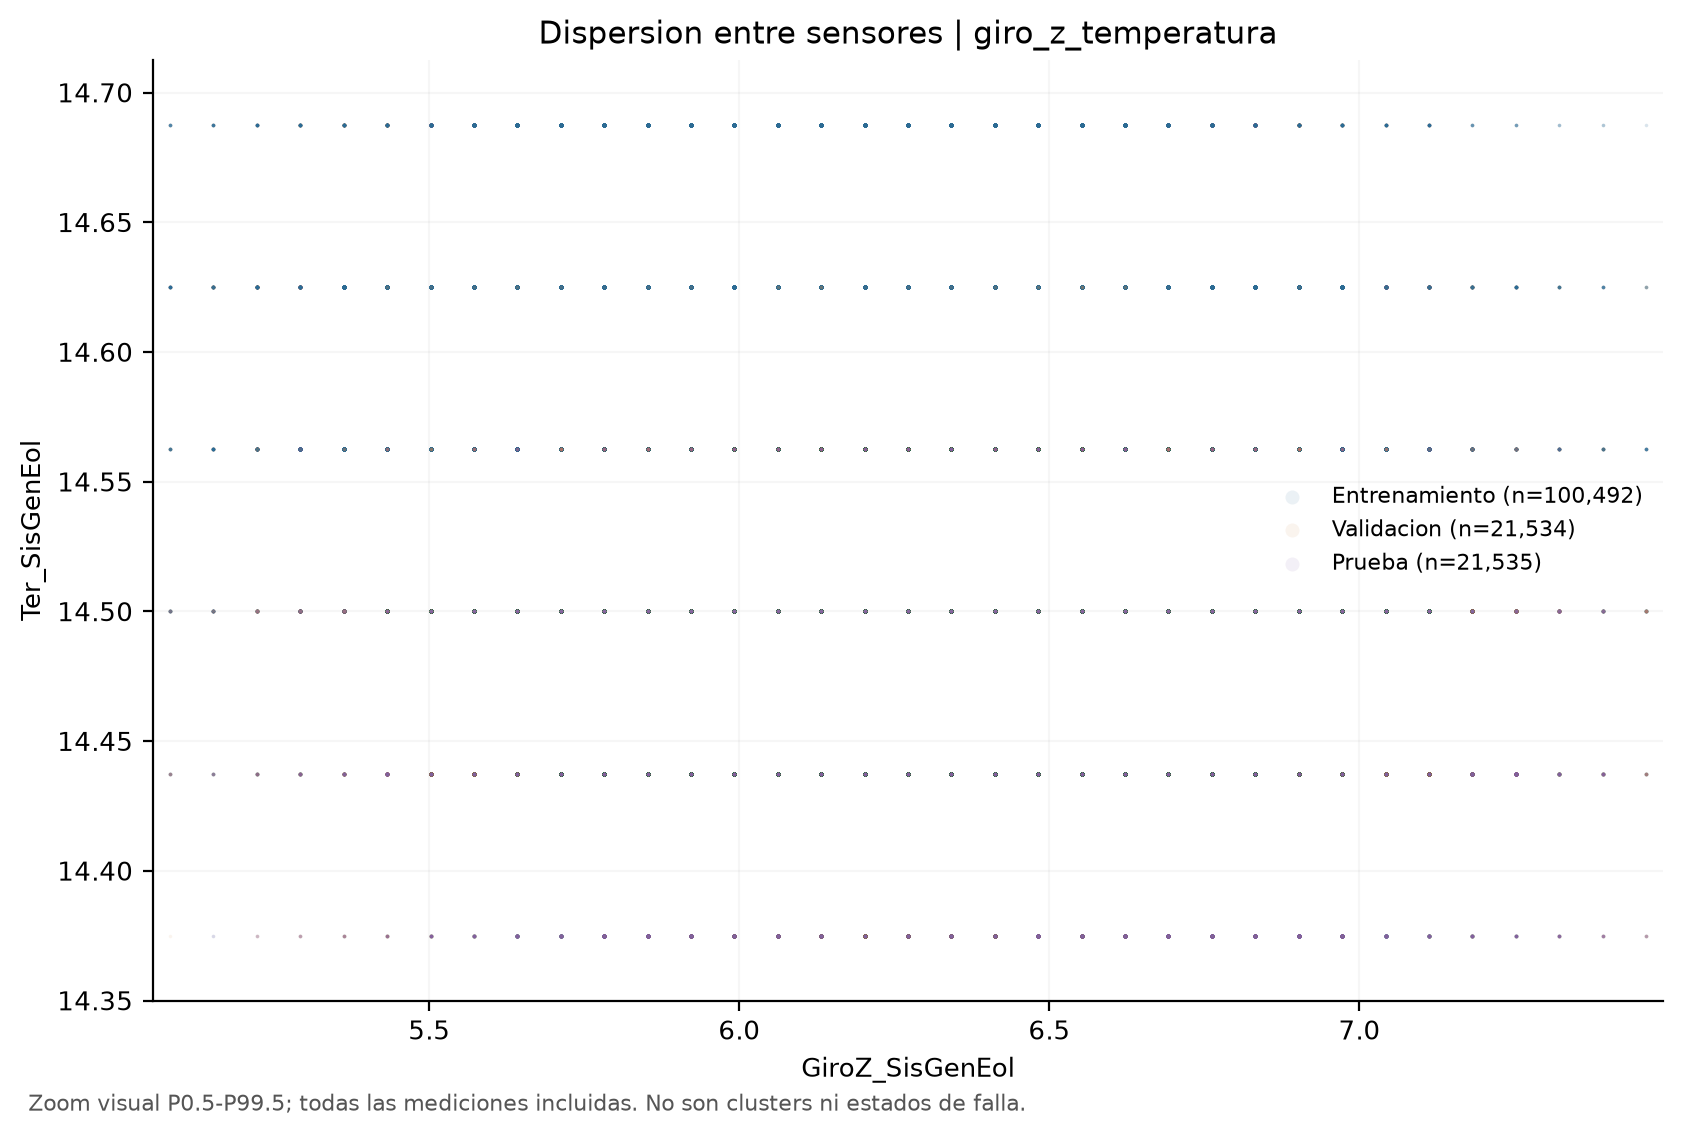 Dispersion entre sensores | giro_z_temperatura
14.70
14.65
14.60
14.55
14.50
14.45
14.40
14.35
Ter_SisGenEol
Entrenamiento (n=100,492)
Validacion (n=21,534)
Prueba (n=21,535)
5.5 6.0 6.5 7.0
GiroZ_SisGenEol
Zoom visual P0.5-P99.5; todas las mediciones incluidas. No son clusters ni estados de falla.